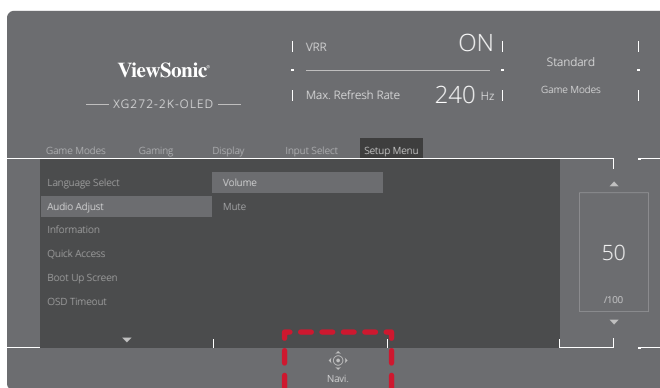 ViewSonic®
XG272-2K-OLED
VRR ON
Max. Refresh Rate 240 Hz
Standard
Game Modes
Game Modes Gaming Display Input Select Setup Menu
Language Select Volume
Audio Adjust Mute
Information
Quick Access
Boot Up Screen
OSD Timeout
50
/100
Navi.